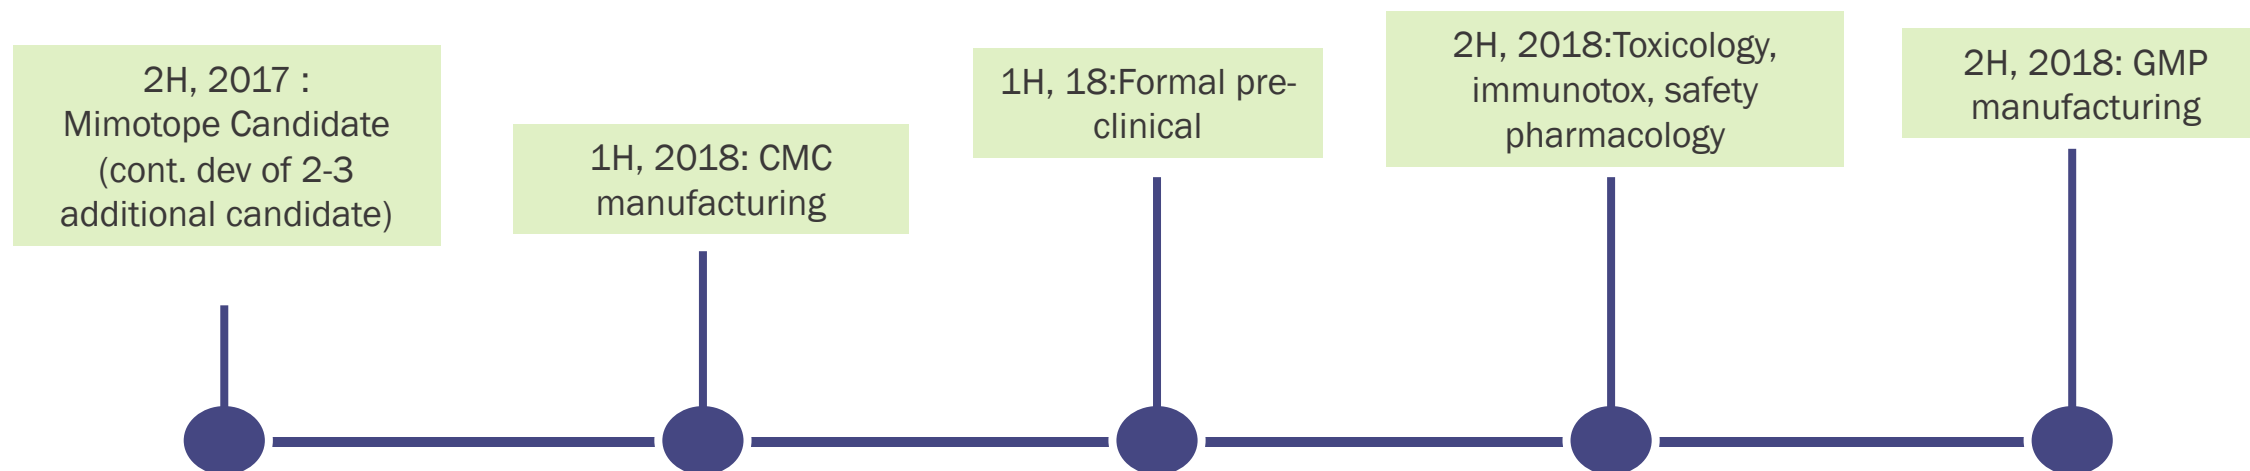 2H, 2017 :
Mimotope Candidate
(cont. dev of 2-3
additional candidate)
1H, 2018: CMC
manufacturing
1H, 18:Formal pre-
clinical
2H, 2018:Toxicology,
immunotox, safety
pharmacology
2H, 2018: GMP
manufacturing